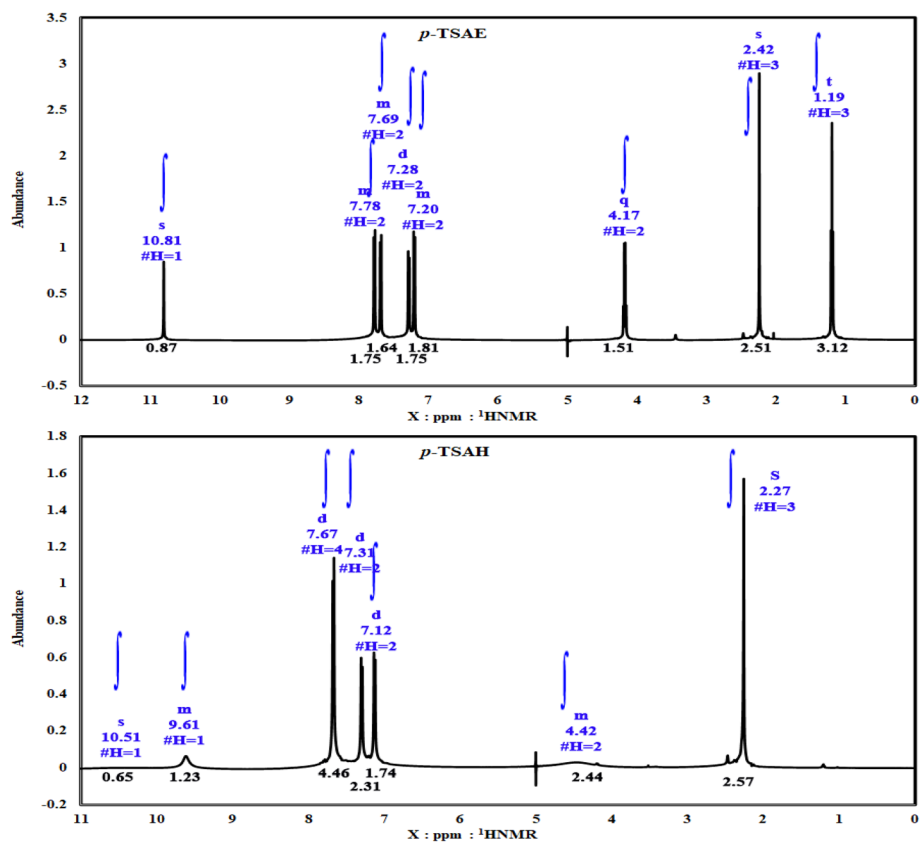 p-TSAE
3.5
3
2.5
2
1.5
1
0.5
0
-0.5
Abundance
s
10.81
#H=1
m
7.69
#H=2
m
7.78
#H=2
d
7.28
#H=2
m
7.20
#H=2
q
4.17
#H=2
s
2.42
#H=3
t
1.19
#H=3
0.87
1.64
1.75
1.81
1.75
1.51
2.51
3.12
12 11 10 9 8 7 6 5 4 3 2 1 0
X : ppm : ¹HNMR
p-TSAH
1.8
1.6
1.4
1.2
1
0.8
0.6
0.4
0.2
0
-0.2
Abundance
s
10.51
#H=1
m
9.61
#H=1
d
7.67
#H=4
d
7.31
#H=2
d
7.12
#H=2
m
4.42
#H=2
S
2.27
#H=3
0.65
1.23
4.46
2.31
1.74
2.44
2.57
11 10 9 8 7 6 5 4 3 2 1 0
X : ppm : ¹HNMR